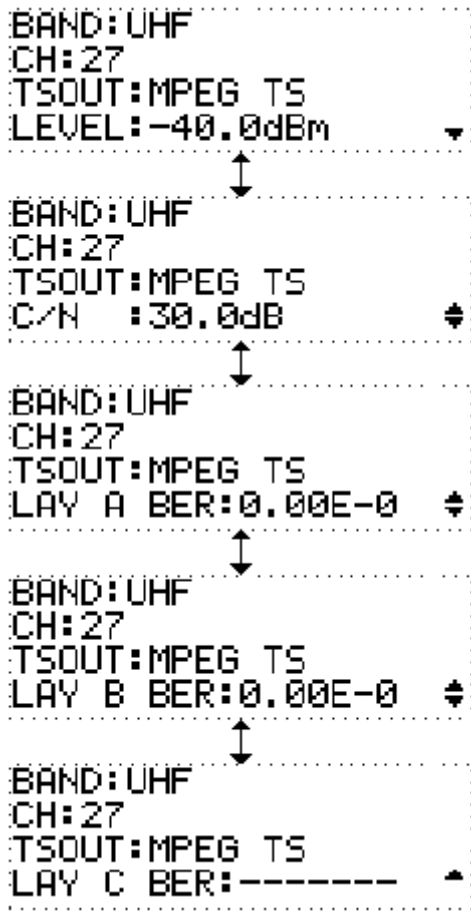 BAND:UHF
CH:27
TSOUT:MPEG TS
LEVEL:-40.0dBm
BAND:UHF
CH:27
TSOUT:MPEG TS
C/N  :30.0dB
BAND:UHF
CH:27
TSOUT:MPEG TS
LAY A BER:0.00E-0
BAND:UHF
CH:27
TSOUT:MPEG TS
LAY B BER:0.00E-0
BAND:UHF
CH:27
TSOUT:MPEG TS
LAY C BER:-------